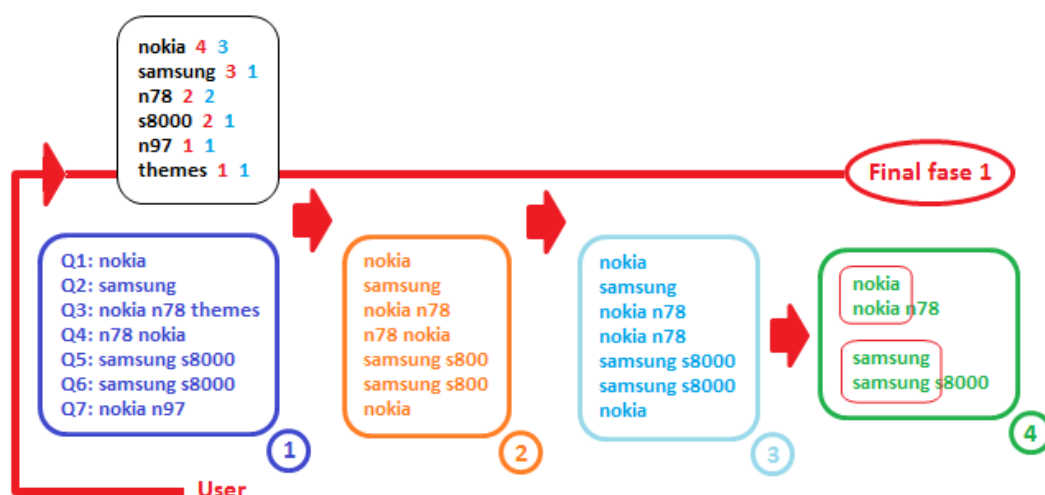 nokia 4 3
samsung 3 1
n78 2 2
s8000 2 1
n97 1 1
themes 1 1
Final fase 1
Q1: nokia
Q2: samsung
Q3: nokia n78 themes
Q4: n78 nokia
Q5: samsung s8000
Q6: samsung s8000
Q7: nokia n97
1
nokia
samsung
nokia n78
n78 nokia
samsung s800
samsung s800
nokia
2
nokia
samsung
nokia n78
nokia n78
samsung s8000
samsung s8000
nokia
3
nokia
nokia n78
samsung
samsung s8000
4
User